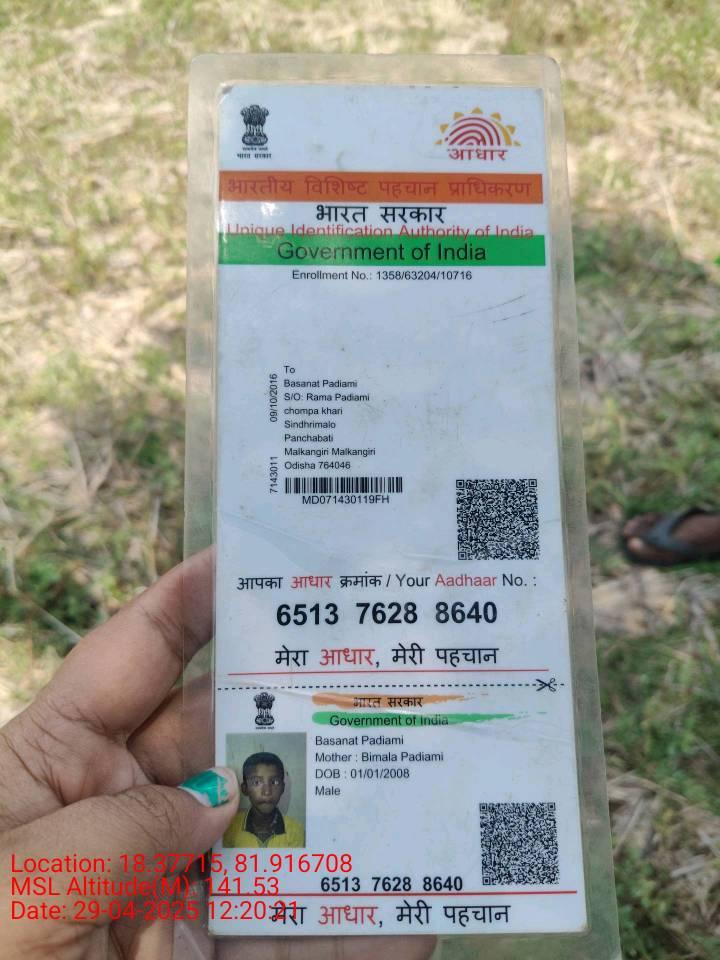 भारत सरकार
आधार
भारतीय विशिष्ट पहचान प्राधिकरण
भारत सरकार
Unique Identification Authority of India
Government of India
Enrollment No.: 1358/63204/10716
09/10/2016
7143011
To
Basanat Padiami
S/O: Rama Padiami
chompa khari
Sindhrimalo
Panchabati
Malkangiri Malkangiri
Odisha 764046
MD071430119FH
आपका आधार क्रमांक / Your Aadhaar No. :
6513 7628 8640
मेरा आधार, मेरी पहचान
भारत सरकार
Government of India
Basanat Padiami
Mother : Bimala Padiami
DOB : 01/01/2008
Male
6513 7628 8640
मेरा आधार, मेरी पहचान
Location: 18.37715, 81.916708
MSL Altitude(M) 141.53
Date: 29-04-2025 12:20:21